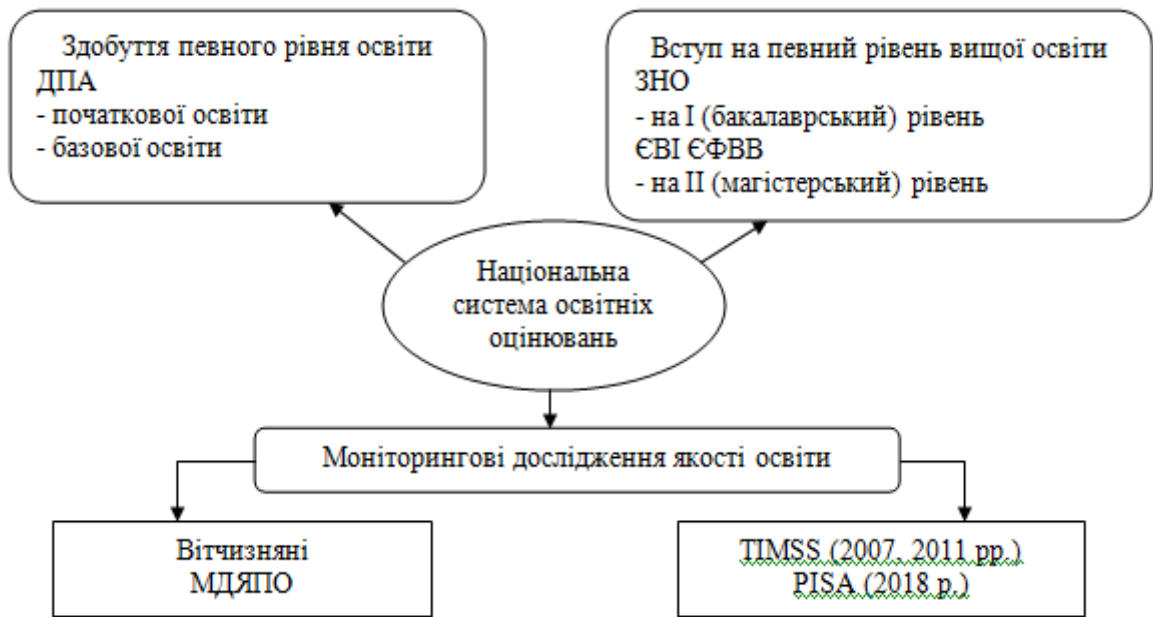 Здобуття певного рівня освіти
ДПА
- початкової освіти
- базової освіти
Вступ на певний рівень вищої освіти
ЗНО
- на І (бакалаврський) рівень
ЄВІ ЄФВВ
- на ІІ (магістерський) рівень
Національна
система освітніх
оцінювань
Моніторингові дослідження якості освіти
Вітчизняні
МДЯПО
TIMSS (2007, 2011 рр.)
PISA (2018 р.)